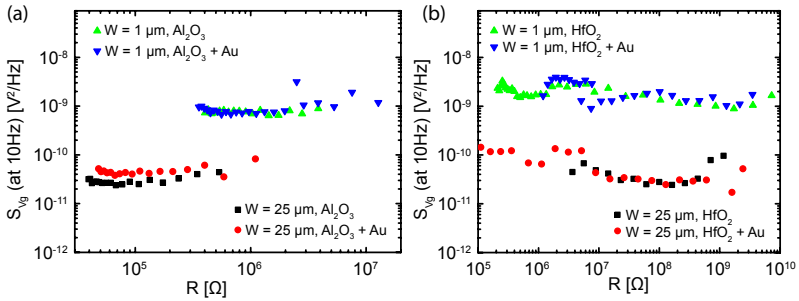 (a)
W = 1 µm, Al₂O₃
W = 1 µm, Al₂O₃ + Au
S_Vg (at 10Hz) [V²/Hz]
10⁻⁸
10⁻⁹
10⁻¹⁰
10⁻¹¹
10⁻¹²
W = 25 µm, Al₂O₃
W = 25 µm, Al₂O₃ + Au
10⁵
10⁶
10⁷
R [Ω]
(b)
W = 1 µm, HfO₂
W = 1 µm, HfO₂ + Au
S_Vg (at 10Hz) [V²/Hz]
10⁻⁸
10⁻⁹
10⁻¹⁰
10⁻¹¹
10⁻¹²
W = 25 µm, HfO₂
W = 25 µm, HfO₂ + Au
10⁵
10⁶
10⁷
10⁸
10⁹
10¹⁰
R [Ω]